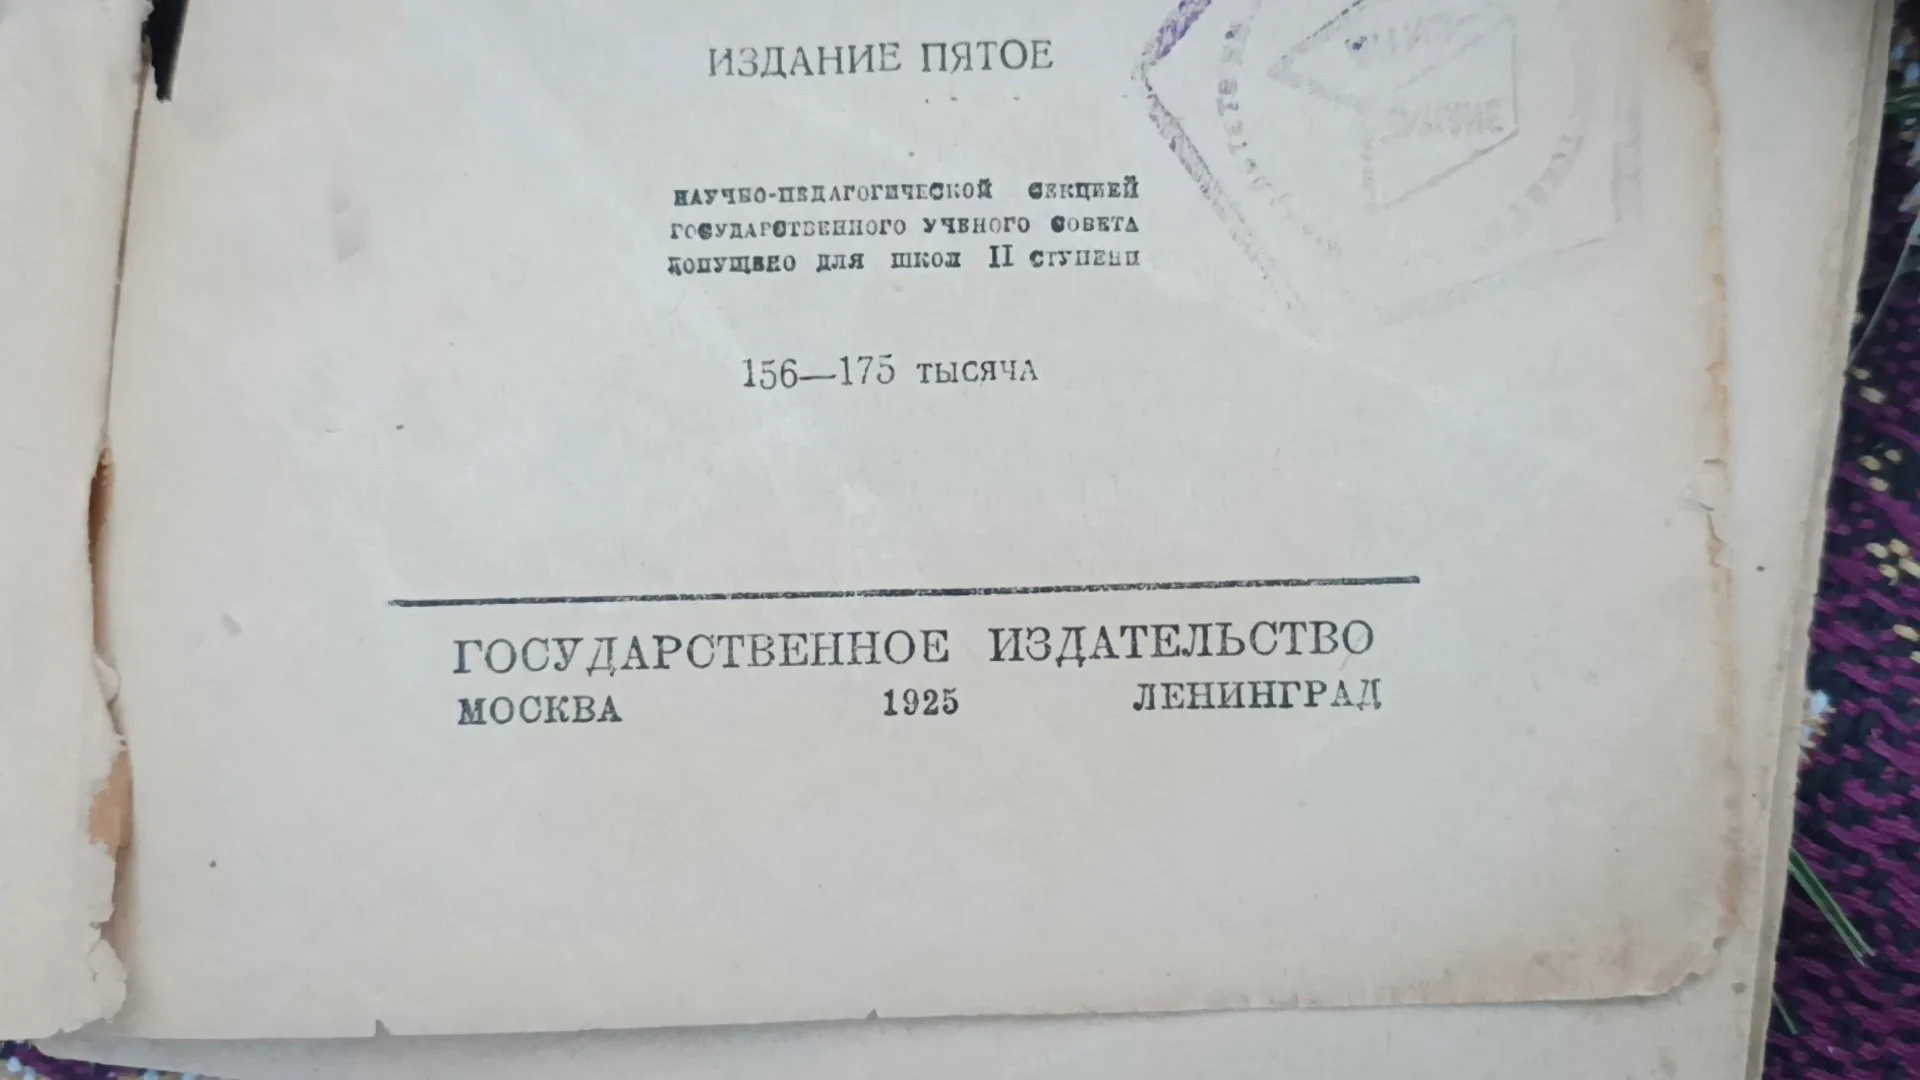 ИЗДАНИЕ ПЯТОЕ
НАУЧНО-ПЕДАГОГИЧЕСКОЙ СЕКЦИЕЙ
ГОСУДАРСТВЕННОГО УЧЕНОГО СОВЕТА
ДОПУЩЕНО ДЛЯ ШКОЛ II СТУПЕНИ
156—175 ТЫСЯЧА
ГОСУДАРСТВЕННОЕ ИЗДАТЕЛЬСТВО
МОСКВА 1925 ЛЕНИНГРАД